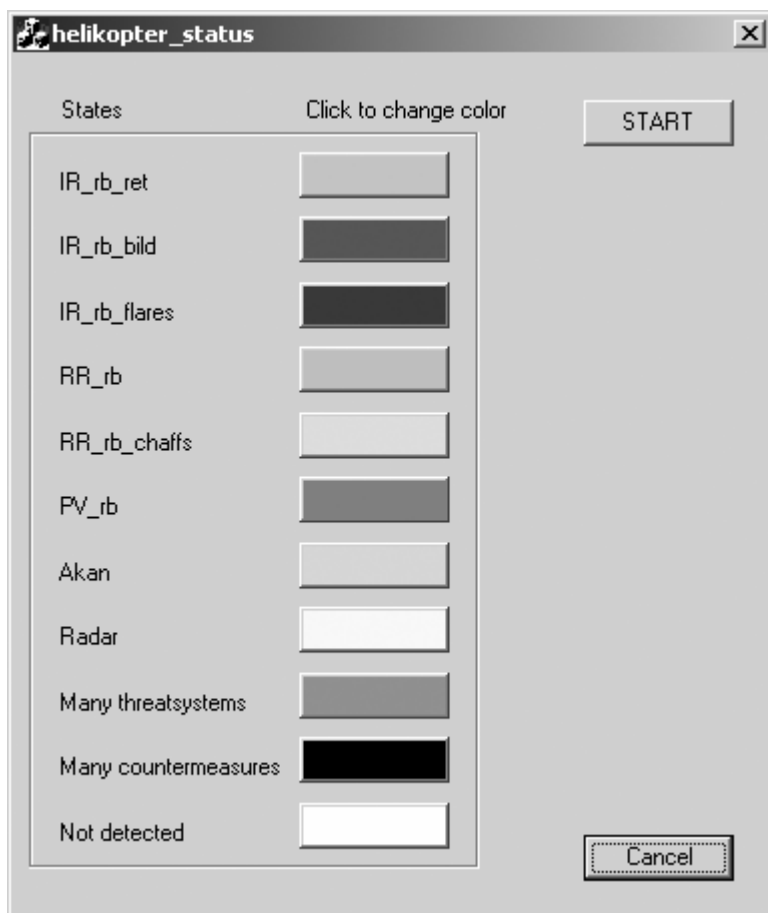 helikopter_status
States Click to change color START
IR_rb_ret
IR_rb_bild
IR_rb_flares
RR_rb
RR_rb_chaffs
PV_rb
Akan
Radar
Many threatsystems
Many countermeasures
Not detected
Cancel